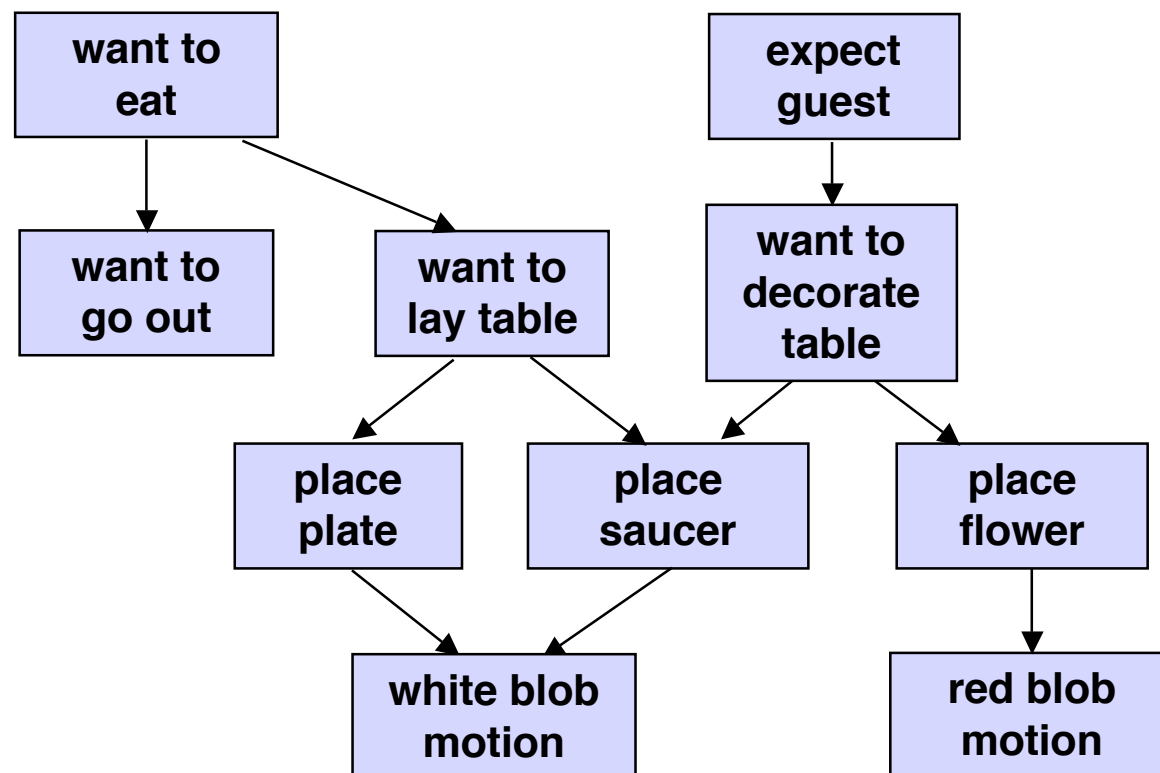 want to
eat
expect
guest
want to
go out
want to
lay table
want to
decorate
table
place
plate
place
saucer
place
flower
white blob
motion
red blob
motion